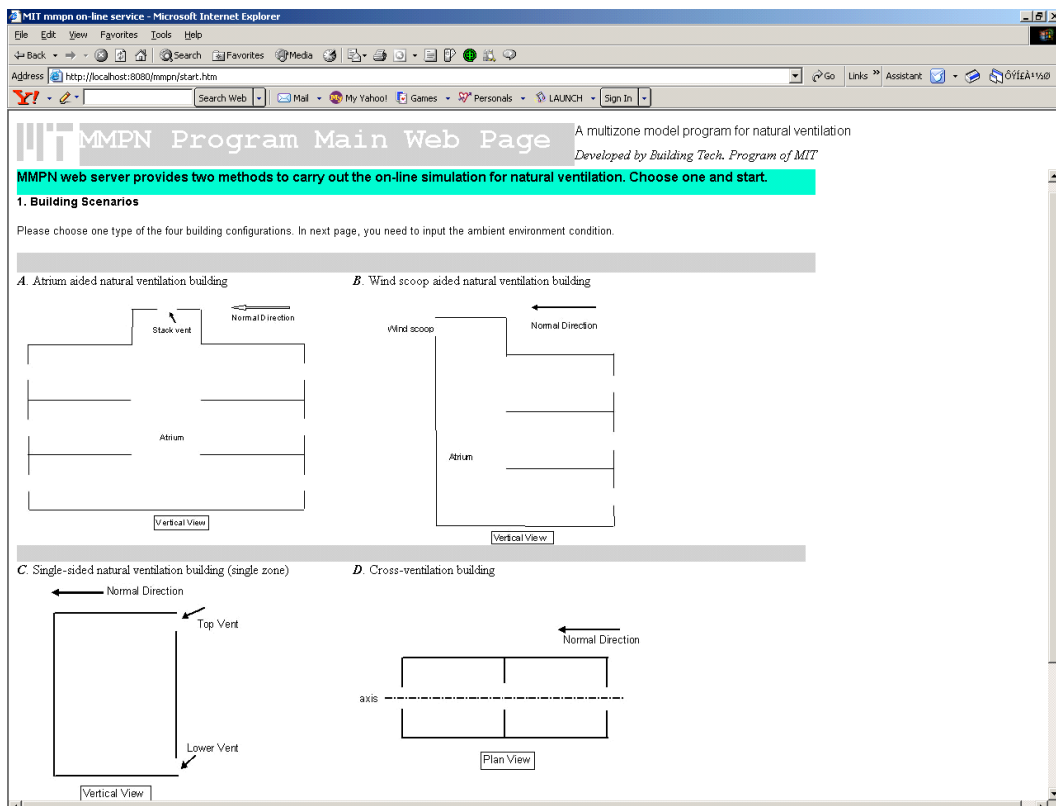 MIT mmpn on-line service - Microsoft Internet Explorer
File Edit View Favorites Tools Help
Back Search Favorites Media
Address http://localhost:8080/mmpn/start.htm Go Links » Assistant ÔÝÍ£À¹½Ø
Y! Search Web Mail My Yahoo! Games Personals LAUNCH Sign In
MIT MMPN Program Main Web Page A multizone model program for natural ventilation
Developed by Building Tech. Program of MIT
MMPN web server provides two methods to carry out the on-line simulation for natural ventilation. Choose one and start.
1. Building Scenarios
Please choose one type of the four building configurations. In next page, you need to input the ambient environment condition.
A. Atrium aided natural ventilation building
Stack vent
Normal Direction
Atrium
Vertical View
B. Wind scoop aided natural ventilation building
Wind scoop
Normal Direction
Atrium
Vertical View
C. Single-sided natural ventilation building (single zone)
Normal Direction
Top Vent
Lower Vent
Vertical View
D. Cross-ventilation building
Normal Direction
axis
Plan View